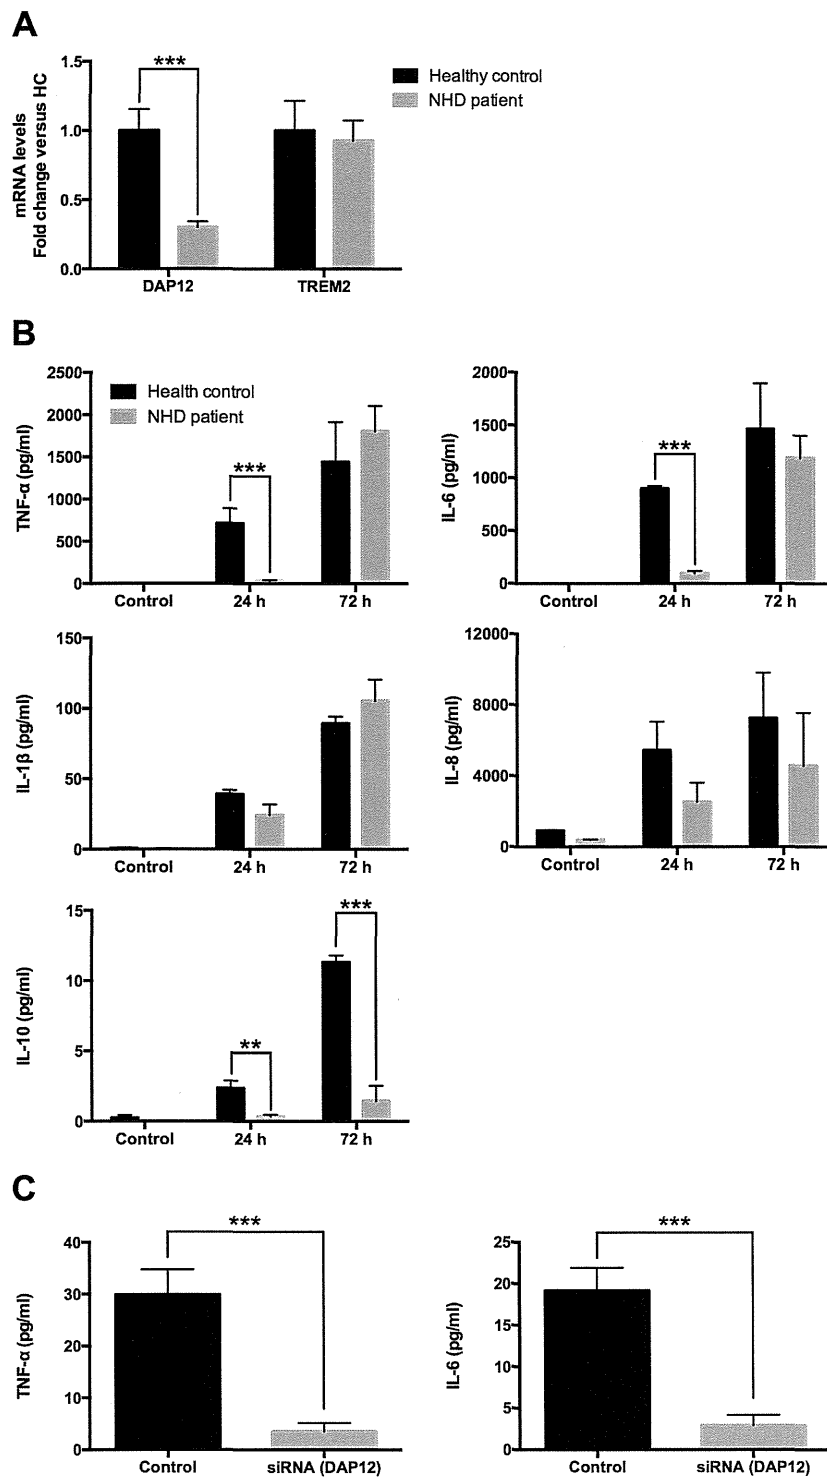 A
mRNA levels
Fold change versus HC
1.5
1.0
0.5
0.0
***
DAP12
TREM2
Healthy control
NHD patient
B
TNF-α (pg/ml)
2500
2000
1500
1000
500
0
Health control
NHD patient
***
Control
24 h
72 h
IL-6 (pg/ml)
2000
1500
1000
500
0
***
Control
24 h
72 h
IL-1β (pg/ml)
150
100
50
0
Control
24 h
72 h
IL-8 (pg/ml)
12000
8000
4000
0
Control
24 h
72 h
IL-10 (pg/ml)
15
10
5
0
**
***
Control
24 h
72 h
C
TNF-α (pg/ml)
40
30
20
10
0
***
Control
siRNA (DAP12)
IL-6 (pg/ml)
25
20
15
10
5
0
***
Control
siRNA (DAP12)